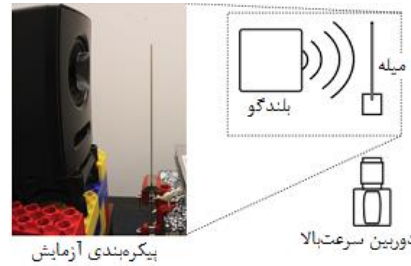 میله
بلندگو
دوربین سرعت‌بالا
پیکره‌بندی آزمایش